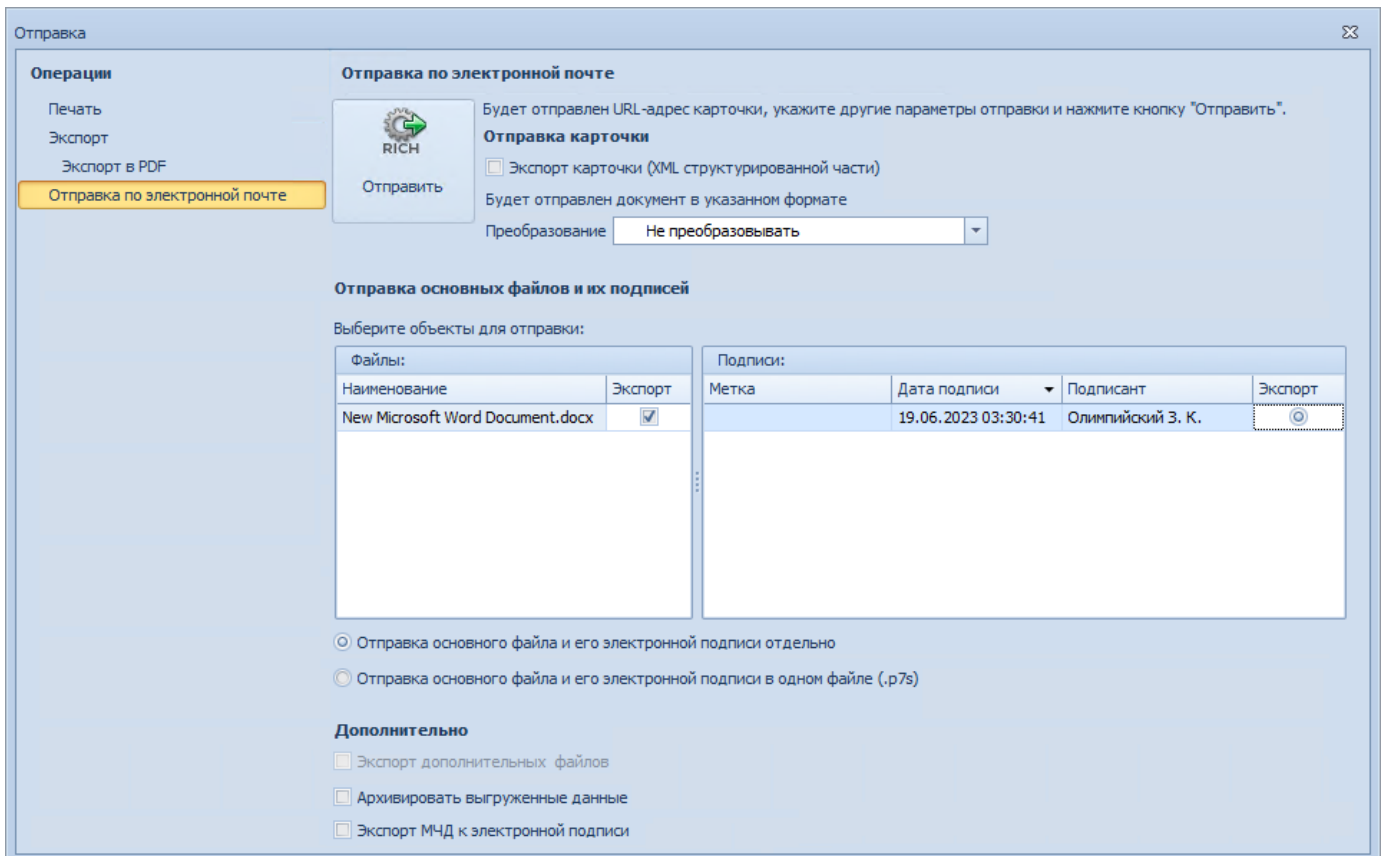 Отправка
Операции
Печать
Экспорт
Экспорт в PDF
Отправка по электронной почте
Отправка по электронной почте
RICH
Отправить
Будет отправлен URL-адрес карточки, укажите другие параметры отправки и нажмите кнопку "Отправить".
Отправка карточки
Экспорт карточки (XML структурированной части)
Будет отправлен документ в указанном формате
Преобразование Не преобразовывать
Отправка основных файлов и их подписей
Выберите объекты для отправки:
Файлы:
Наименование Экспорт
New Microsoft Word Document.docx
Подписи:
Метка Дата подписи Подписант Экспорт
19.06.2023 03:30:41 Олимпийский З. К.
Отправка основного файла и его электронной подписи отдельно
Отправка основного файла и его электронной подписи в одном файле (.p7s)
Дополнительно
Экспорт дополнительных файлов
Архивировать выгруженные данные
Экспорт МЧД к электронной подписи